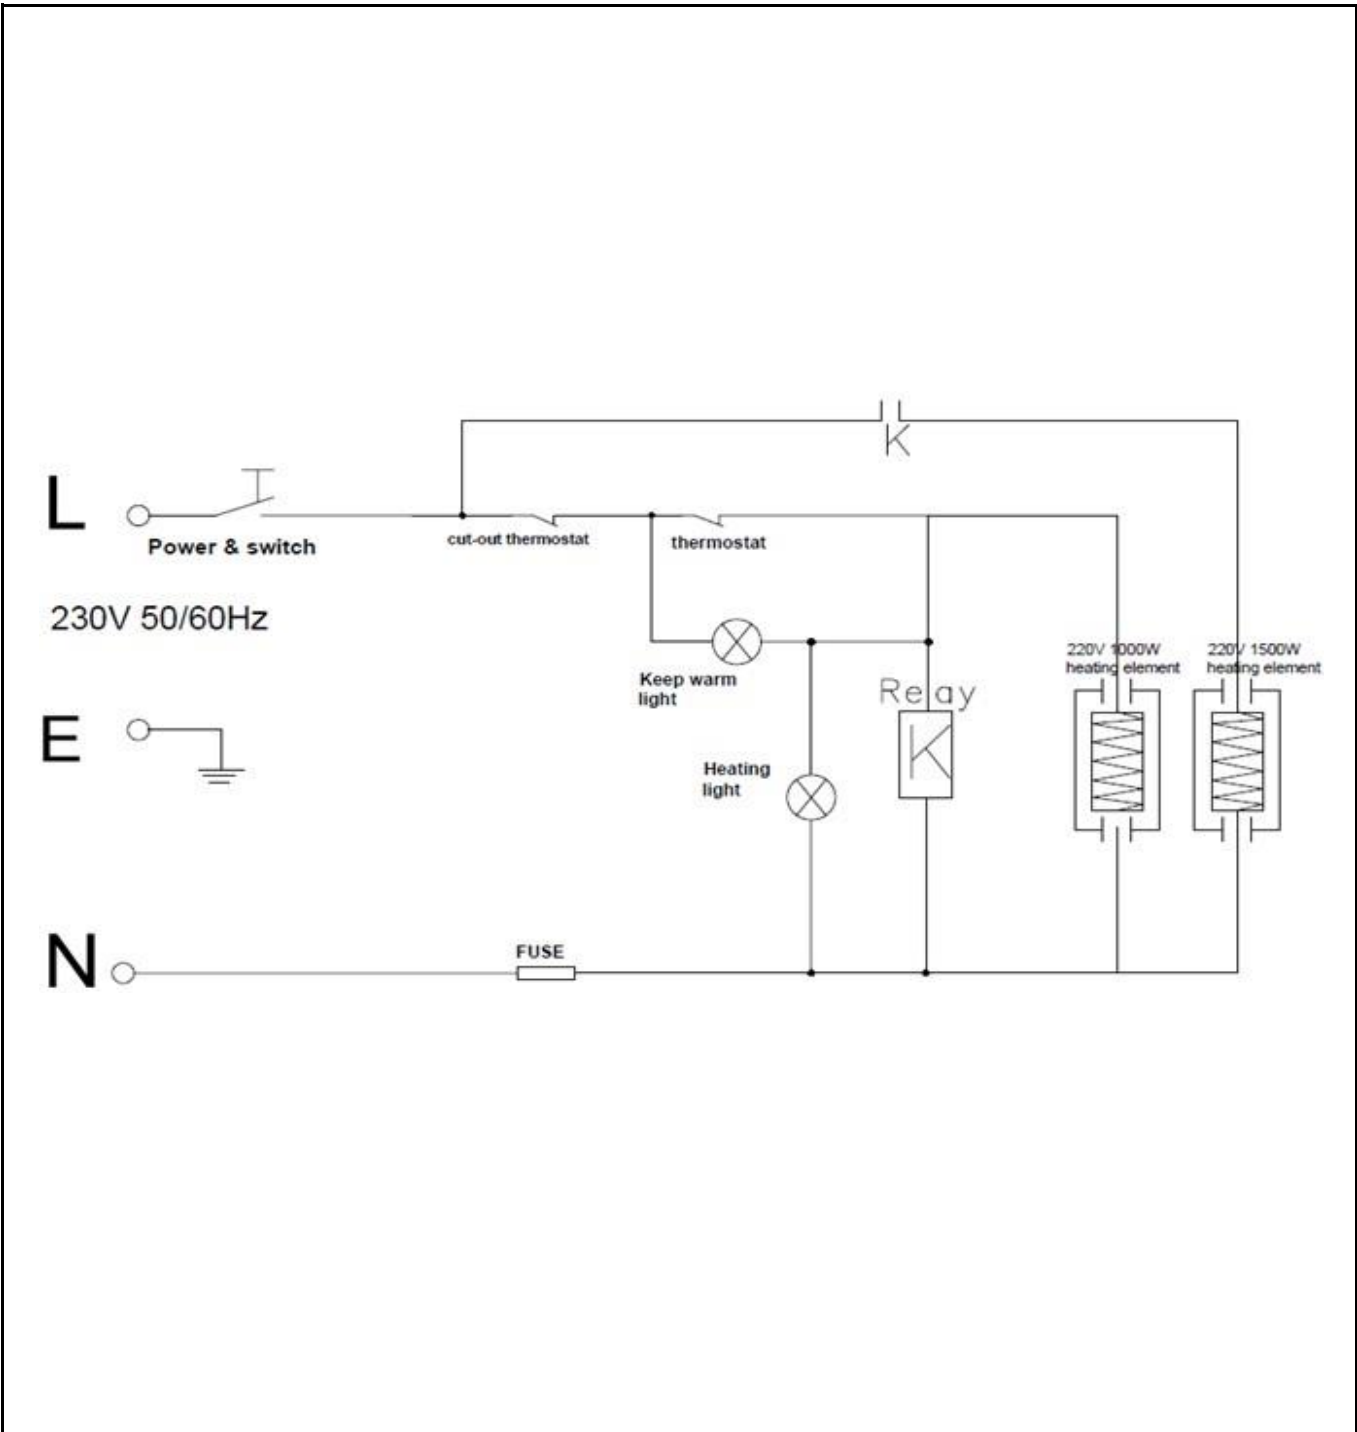 K
L
Power & switch
cut-out thermostat
thermostat
230V 50/60Hz
220V 1000W
heating element
220V 1500W
heating element
Keep warm
light
Relay
K
E
Heating
light
N
FUSE